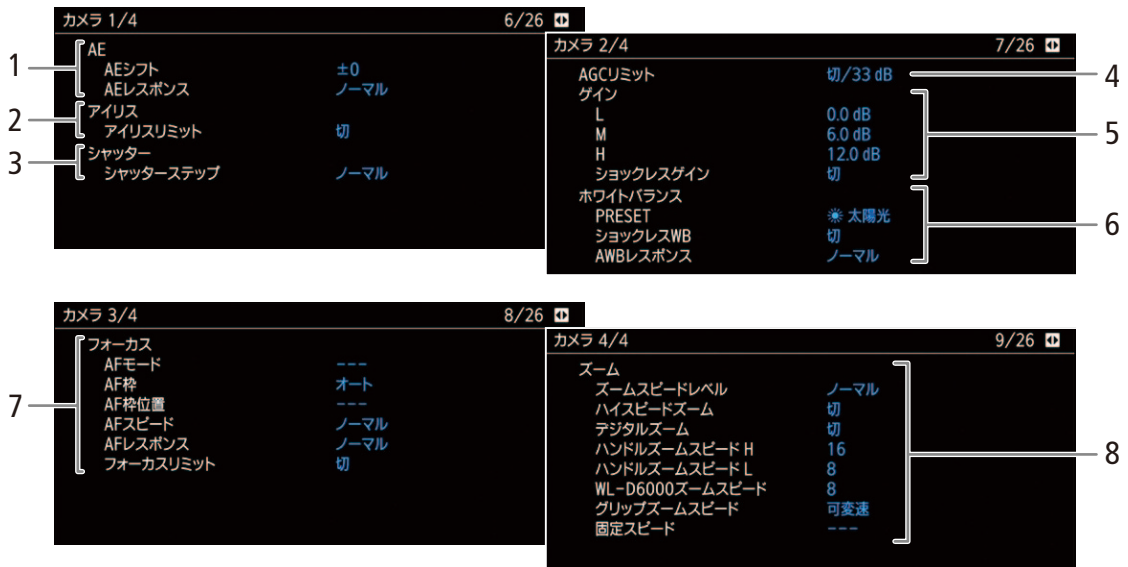 カメラ 1/4 6/26
1
AE
AEシフト ±0
AEレスポンス ノーマル
2
アイリス
アイリスリミット 切
3
シャッター
シャッターステップ ノーマル
カメラ 2/4 7/26
AGCリミット 切/33 dB 4
ゲイン
L 0.0 dB
M 6.0 dB
5
H 12.0 dB
ショックレスゲイン 切
ホワイトバランス
PRESET 太陽光
6
ショックレスWB 切
AWBレスポンス ノーマル
カメラ 3/4 8/26
フォーカス
AFモード ---
AF枠 オート
7
AF枠位置 ---
AFスピード ノーマル
AFレスポンス ノーマル
フォーカスリミット 切
カメラ 4/4 9/26
ズーム
ズームスピードレベル ノーマル
ハイスピードズーム 切
デジタルズーム 切
ハンドルズームスピード H 16
8
ハンドルズームスピード L 8
WL-D6000ズームスピード 8
グリップズームスピード 可変速
固定スピード ---